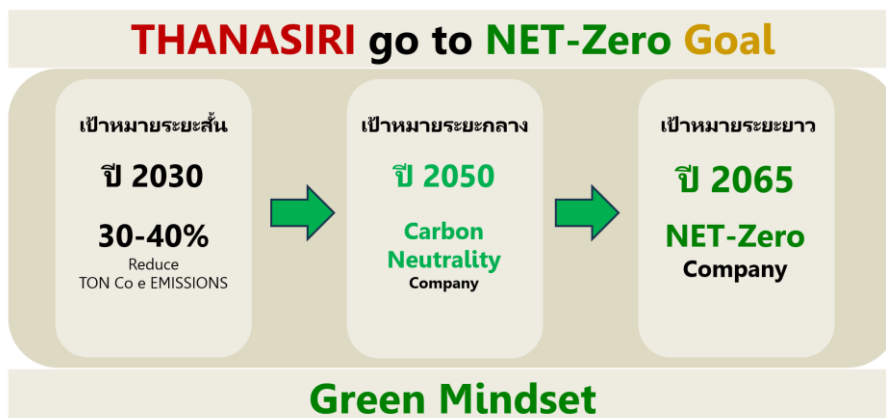 THANASIRI go to NET-Zero Goal
เป้าหมายระยะสั้น
ปี 2030
30-40%
Reduce
TON Co e EMISSIONS
เป้าหมายระยะกลาง
ปี 2050
Carbon
Neutrality
Company
เป้าหมายระยะยาว
ปี 2065
NET-Zero
Company
Green Mindset